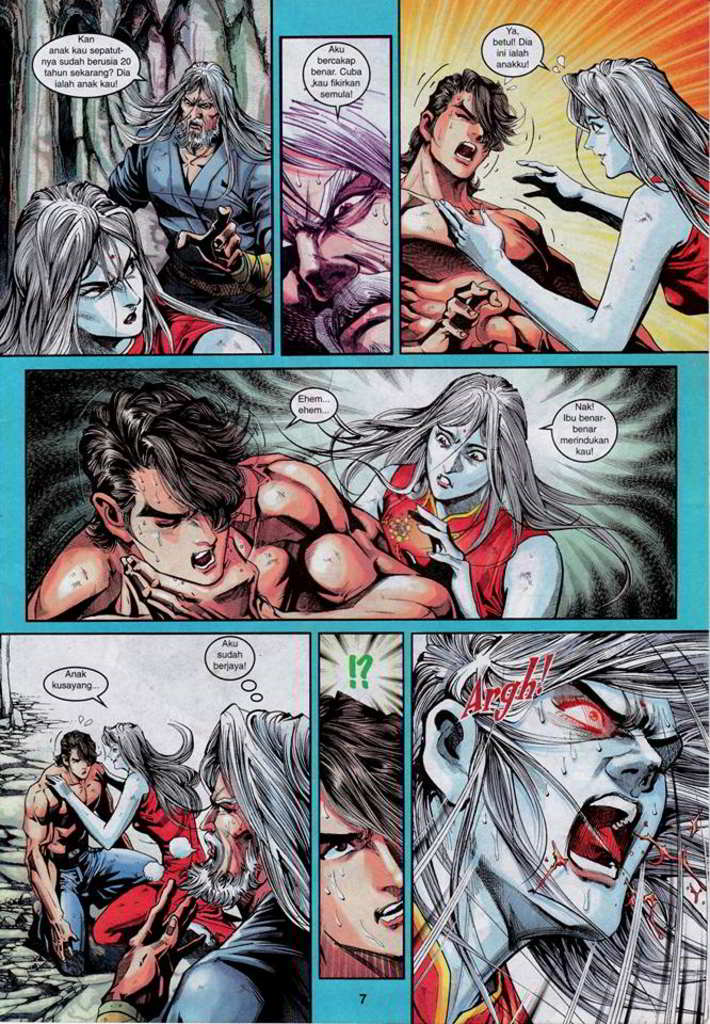 Kan
anak kau sepatut-
nya sudah berusia 20
tahun sekarang? Dia
ialah anak kau!
Aku
bercakap
benar. Cuba
kau fikirkan
semula!
Ya,
betul! Dia
ini ialah
anakku!
Ehem...
ehem...
Nak!
Ibu benar-
benar
merindukan
kau!
Anak
kusayang...
Aku
sudah
berjaya!
!?
Argh!
7